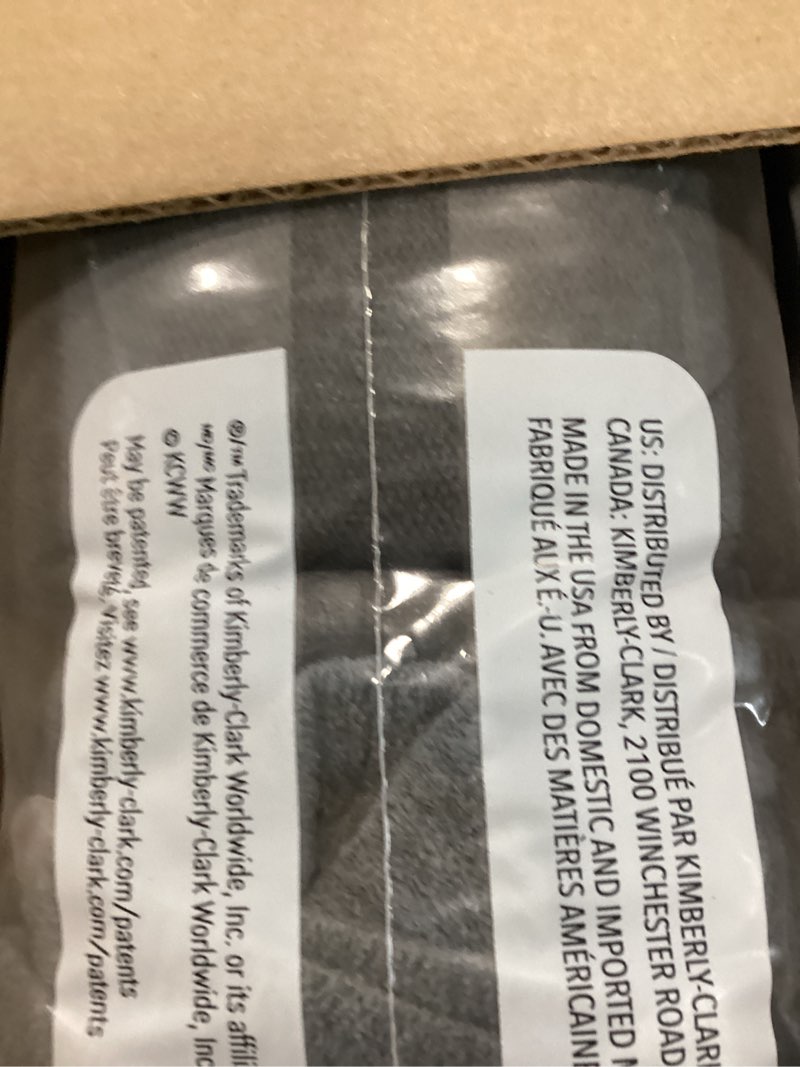 US: DISTRIBUTED BY / DISTRIBUÉ PAR KIMBERLY-CLAR
CANADA: KIMBERLY-CLARK, 2100 WINCHESTER ROAD
MADE IN THE USA FROM DOMESTIC AND IMPORTED
FABRIQUÉ AUX É.-U. AVEC DES MATIÈRES AMÉRICAIN
®/™ Trademarks of Kimberly-Clark Worldwide, Inc. or its affili
MD/MC Marques de commerce de Kimberly-Clark Worldwide, Inc
© KCWW
May be patented, see www.kimberly-clark.com/patents
Peut être breveté. Visitez www.kimberly-clark.com/patents